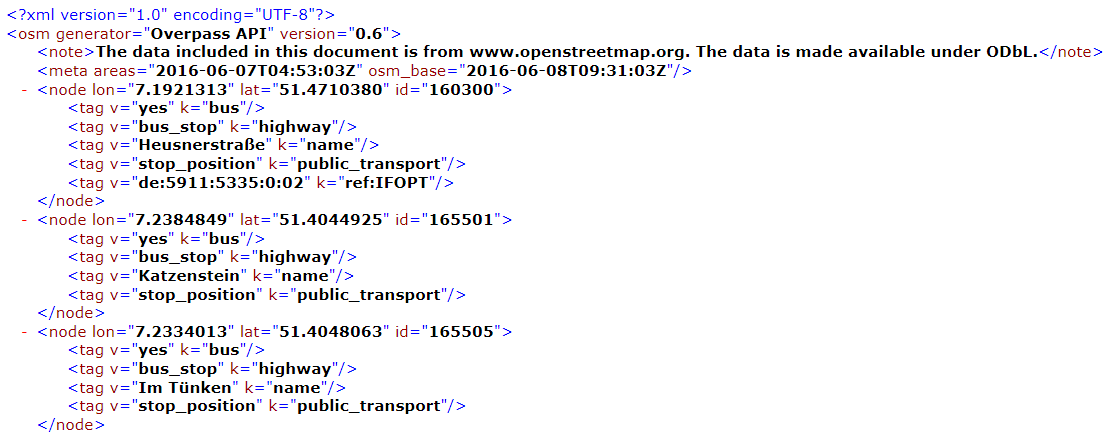 <?xml version="1.0" encoding="UTF-8"?>
<osm generator="Overpass API" version="0.6">
<note>The data included in this document is from www.openstreetmap.org. The data is made available under ODbL.</note>
<meta areas="2016-06-07T04:53:03Z" osm_base="2016-06-08T09:31:03Z"/>
- <node lon="7.1921313" lat="51.4710380" id="160300">
<tag v="yes" k="bus"/>
<tag v="bus_stop" k="highway"/>
<tag v="Heusnerstraße" k="name"/>
<tag v="stop_position" k="public_transport"/>
<tag v="de:5911:5335:0:02" k="ref:IFOPT"/>
</node>
- <node lon="7.2384849" lat="51.4044925" id="165501">
<tag v="yes" k="bus"/>
<tag v="bus_stop" k="highway"/>
<tag v="Katzenstein" k="name"/>
<tag v="stop_position" k="public_transport"/>
</node>
- <node lon="7.2334013" lat="51.4048063" id="165505">
<tag v="yes" k="bus"/>
<tag v="bus_stop" k="highway"/>
<tag v="Im Tünken" k="name"/>
<tag v="stop_position" k="public_transport"/>
</node>